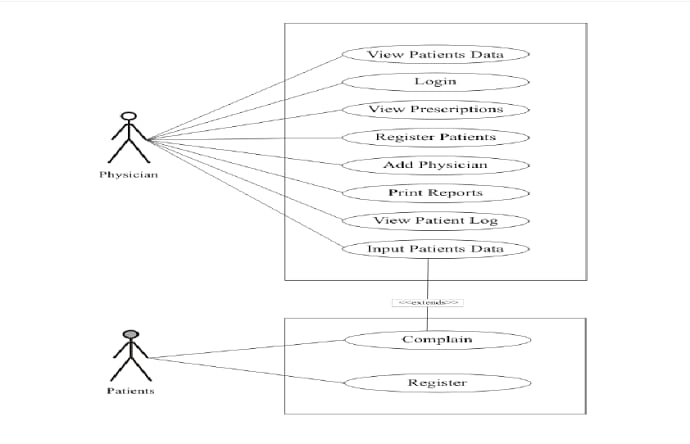 View Patients Data
Login
View Prescriptions
Register Patients
Add Physician
Print Reports
View Patient Log
Input Patients Data
Physician
<<extends>>
Complain
Register
Patients